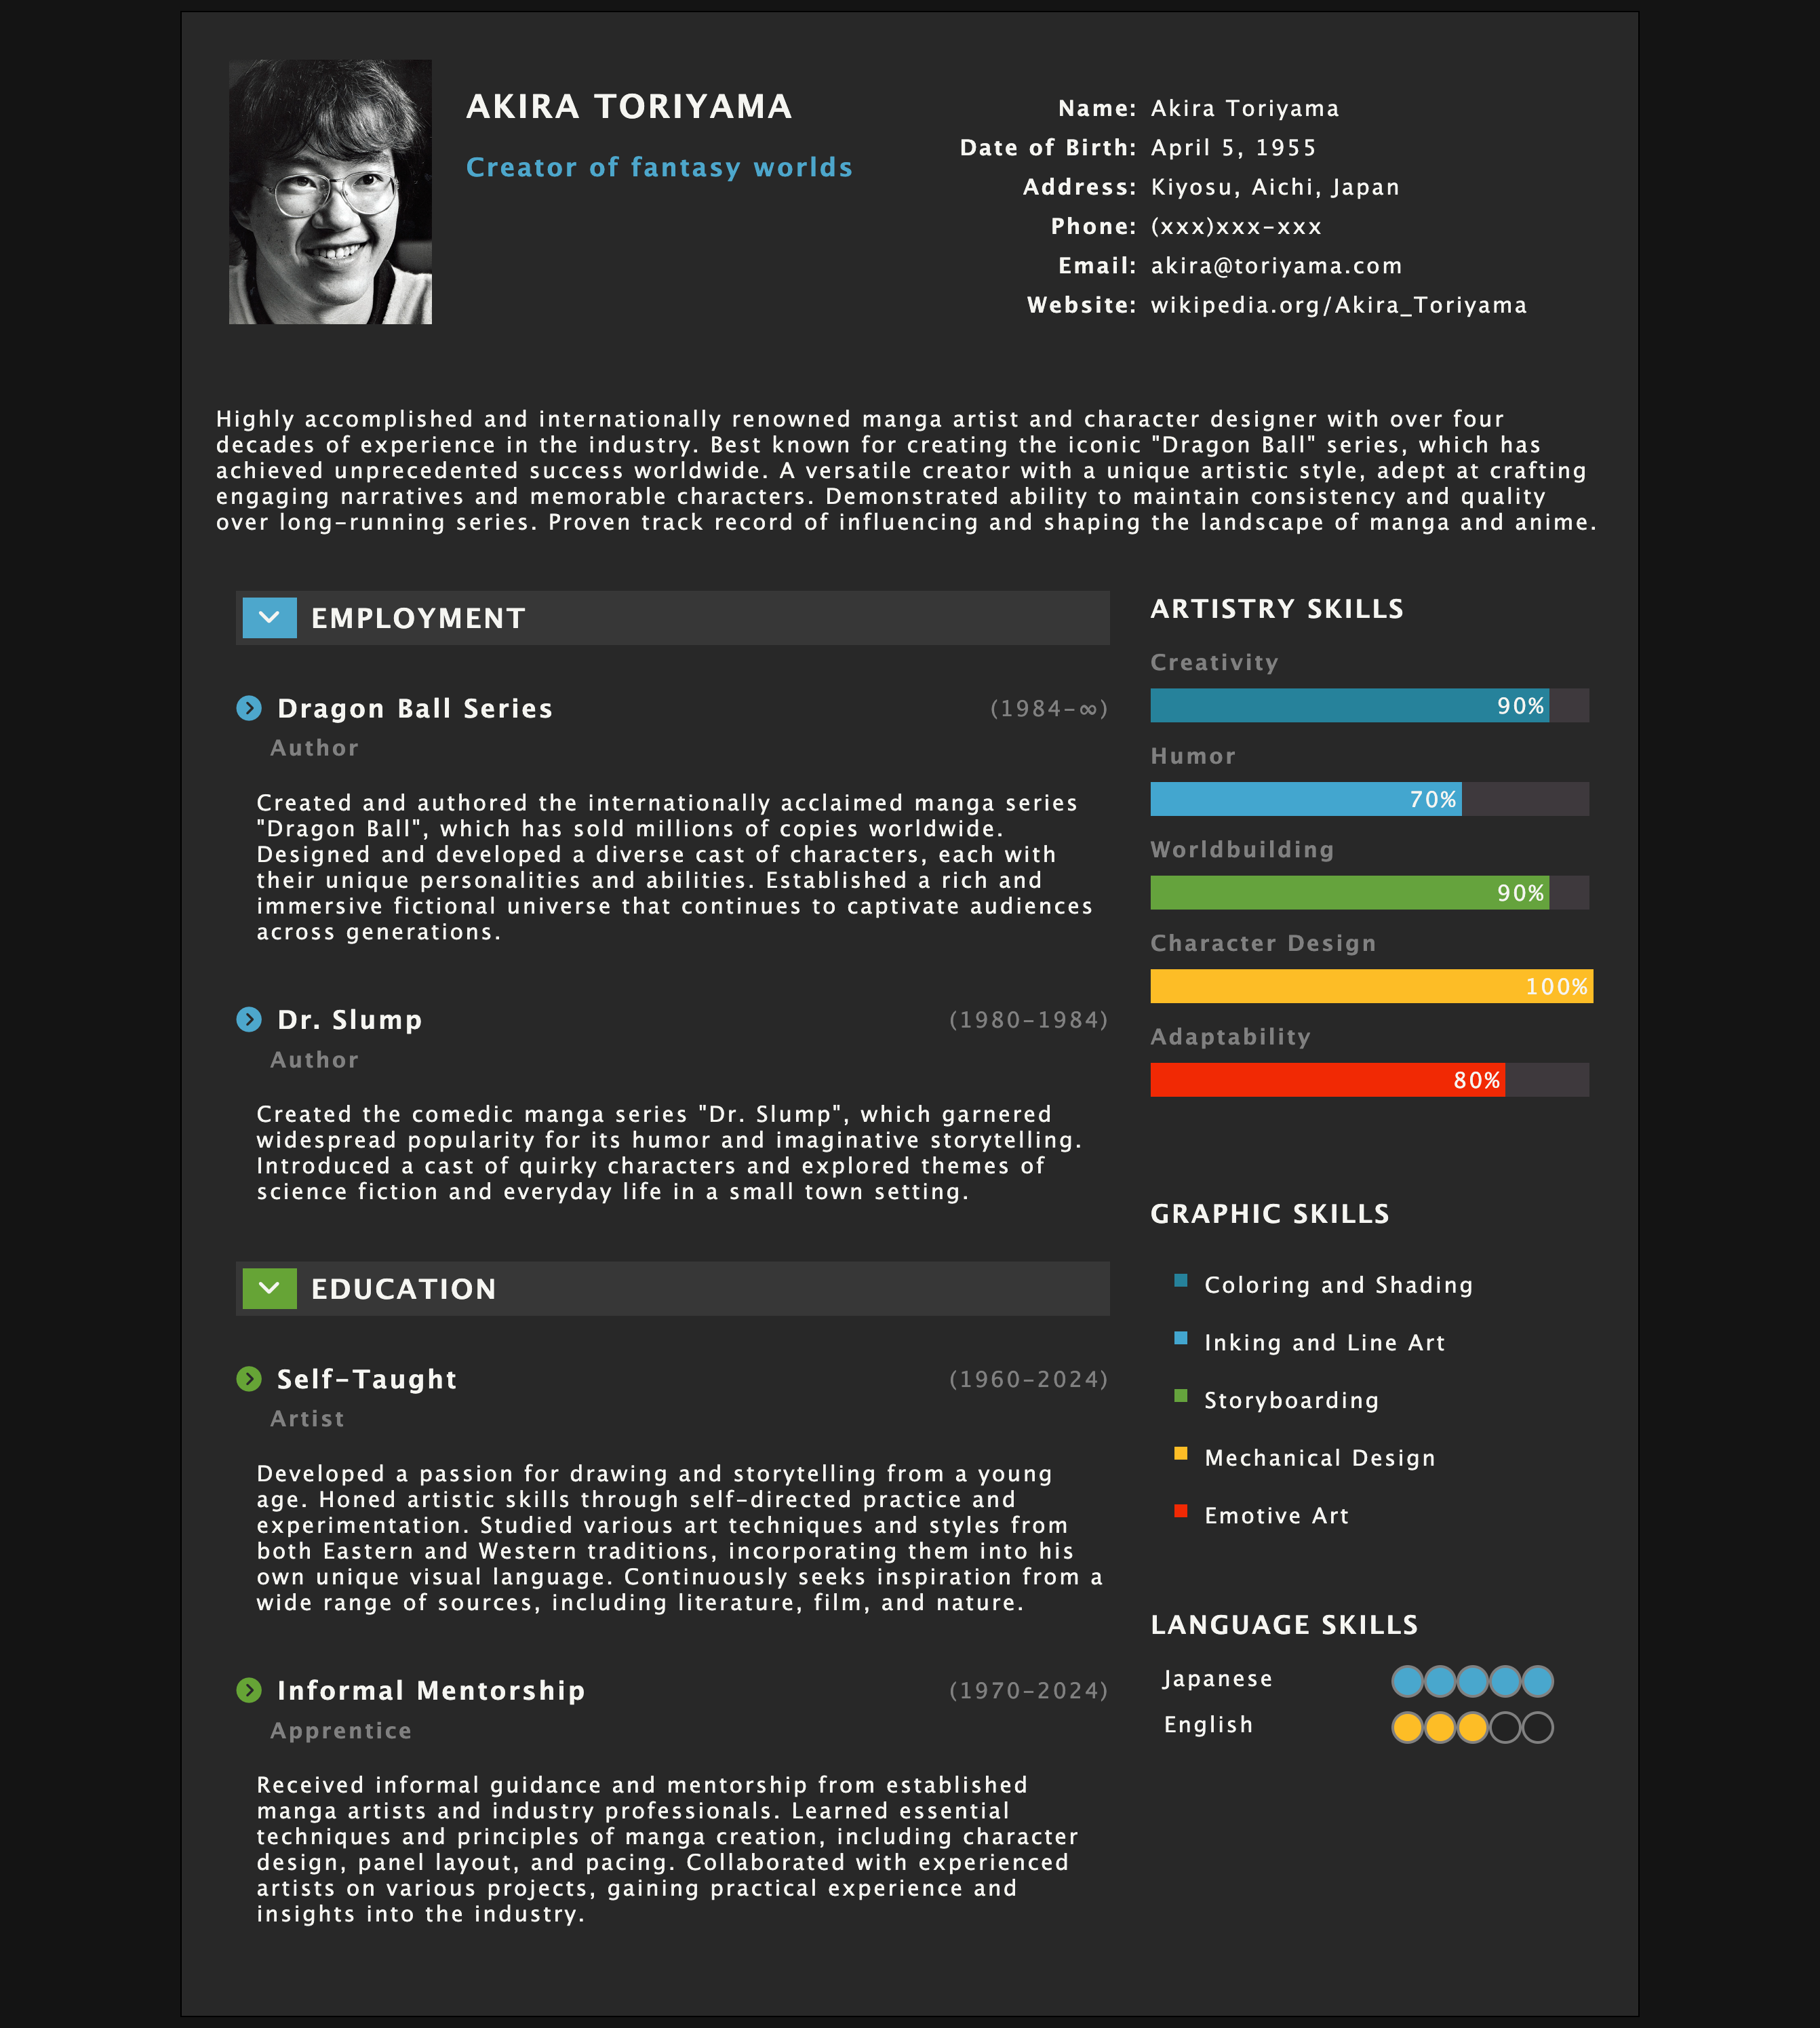 AKIRA TORIYAMA
Creator of fantasy worlds
Name: Akira Toriyama
Date of Birth: April 5, 1955
Address: Kiyosu, Aichi, Japan
Phone: (xxx)xxx-xxx
Email: akira@toriyama.com
Website: wikipedia.org/Akira_Toriyama
Highly accomplished and internationally renowned manga artist and character designer with over four
decades of experience in the industry. Best known for creating the iconic "Dragon Ball" series, which has
achieved unprecedented success worldwide. A versatile creator with a unique artistic style, adept at crafting
engaging narratives and memorable characters. Demonstrated ability to maintain consistency and quality
over long-running series. Proven track record of influencing and shaping the landscape of manga and anime.
EMPLOYMENT
Dragon Ball Series (1984-∞)
Author
Created and authored the internationally acclaimed manga series
"Dragon Ball", which has sold millions of copies worldwide.
Designed and developed a diverse cast of characters, each with
their unique personalities and abilities. Established a rich and
immersive fictional universe that continues to captivate audiences
across generations.
Dr. Slump (1980-1984)
Author
Created the comedic manga series "Dr. Slump", which garnered
widespread popularity for its humor and imaginative storytelling.
Introduced a cast of quirky characters and explored themes of
science fiction and everyday life in a small town setting.
EDUCATION
Self-Taught (1960-2024)
Artist
Developed a passion for drawing and storytelling from a young
age. Honed artistic skills through self-directed practice and
experimentation. Studied various art techniques and styles from
both Eastern and Western traditions, incorporating them into his
own unique visual language. Continuously seeks inspiration from a
wide range of sources, including literature, film, and nature.
Informal Mentorship (1970-2024)
Apprentice
Received informal guidance and mentorship from established
manga artists and industry professionals. Learned essential
techniques and principles of manga creation, including character
design, panel layout, and pacing. Collaborated with experienced
artists on various projects, gaining practical experience and
insights into the industry.
ARTISTRY SKILLS
Creativity
90%
Humor
70%
Worldbuilding
90%
Character Design
100%
Adaptability
80%
GRAPHIC SKILLS
Coloring and Shading
Inking and Line Art
Storyboarding
Mechanical Design
Emotive Art
LANGUAGE SKILLS
Japanese
English